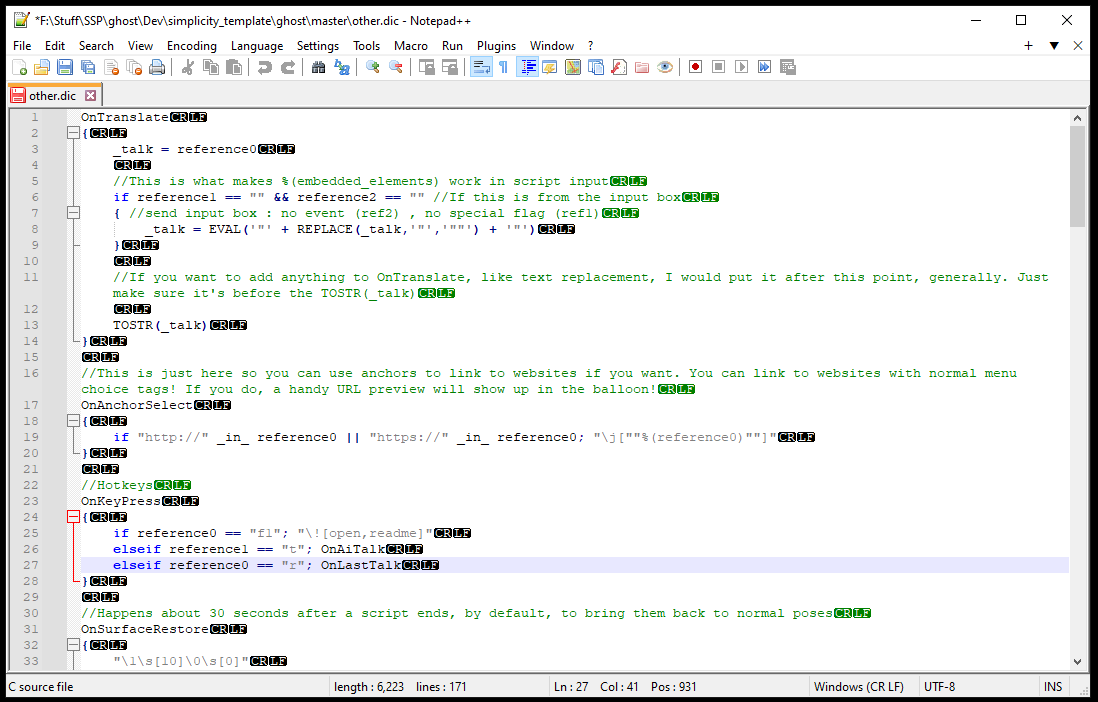 *F:\Stuff\SSP\ghost\Dev\simplicity_template\ghost\master\other.dic - Notepad++
File Edit Search View Encoding Language Settings Tools Macro Run Plugins Window ? + ▼ X
other.dic
1 OnTranslateCRLF
2 {CRLF
3 _talk = reference0CRLF
4 CRLF
5 //This is what makes %(embedded_elements) work in script inputCRLF
6 if reference1 == "" && reference2 == "" //If this is from the input boxCRLF
7 { //send input box : no event (ref2) , no special flag (ref1)CRLF
8 _talk = EVAL('"' + REPLACE(_talk,'"','""') + '"')CRLF
9 }CRLF
10 CRLF
11 //If you want to add anything to OnTranslate, like text replacement, I would put it after this point, generally. Just
make sure it's before the TOSTR(_talk)CRLF
12 CRLF
13 TOSTR(_talk)CRLF
14 }CRLF
15 CRLF
16 //This is just here so you can use anchors to link to websites if you want. You can link to websites with normal menu
choice tags! If you do, a handy URL preview will show up in the balloon!CRLF
17 OnAnchorSelectCRLF
18 {CRLF
19 if "http://" _in_ reference0 || "https://" _in_ reference0; "\j[""%(reference0)""]"CRLF
20 }CRLF
21 CRLF
22 //HotkeysCRLF
23 OnKeyPressCRLF
24 {CRLF
25 if reference0 == "f1"; "\![open,readme]"CRLF
26 elseif reference1 == "t"; OnAiTalkCRLF
27 elseif reference0 == "r"; OnLastTalkCRLF
28 }CRLF
29 CRLF
30 //Happens about 30 seconds after a script ends, by default, to bring them back to normal posesCRLF
31 OnSurfaceRestoreCRLF
32 {CRLF
33 "\1\s[10]\0\s[0]"CRLF
C source file length : 6,223 lines : 171 Ln : 27 Col : 41 Pos : 931 Windows (CR LF) UTF-8 INS